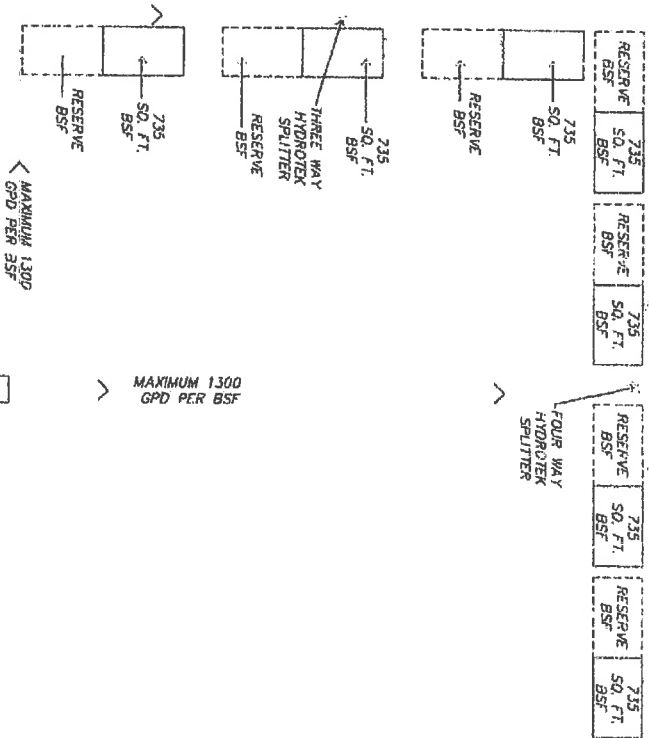 RESERVE
BSF
735
SQ. FT.
BSF
RESERVE
BSF
735
SQ. FT.
BSF
RESERVE
BSF
735
SQ. FT.
BSF
RESERVE
BSF
735
SQ. FT.
BSF
FOUR WAY
HYDROTEK
SPLITTER
735
SQ. FT.
BSF
RESERVE
BSF
735
SQ. FT.
BSF
RESERVE
BSF
THREE WAY
HYDROTEK
SPLITTER
735
SQ. FT.
BSF
RESERVE
BSF
MAXIMUM 1300
GPD PER BSF
MAXIMUM 1300
GPD PER BSF